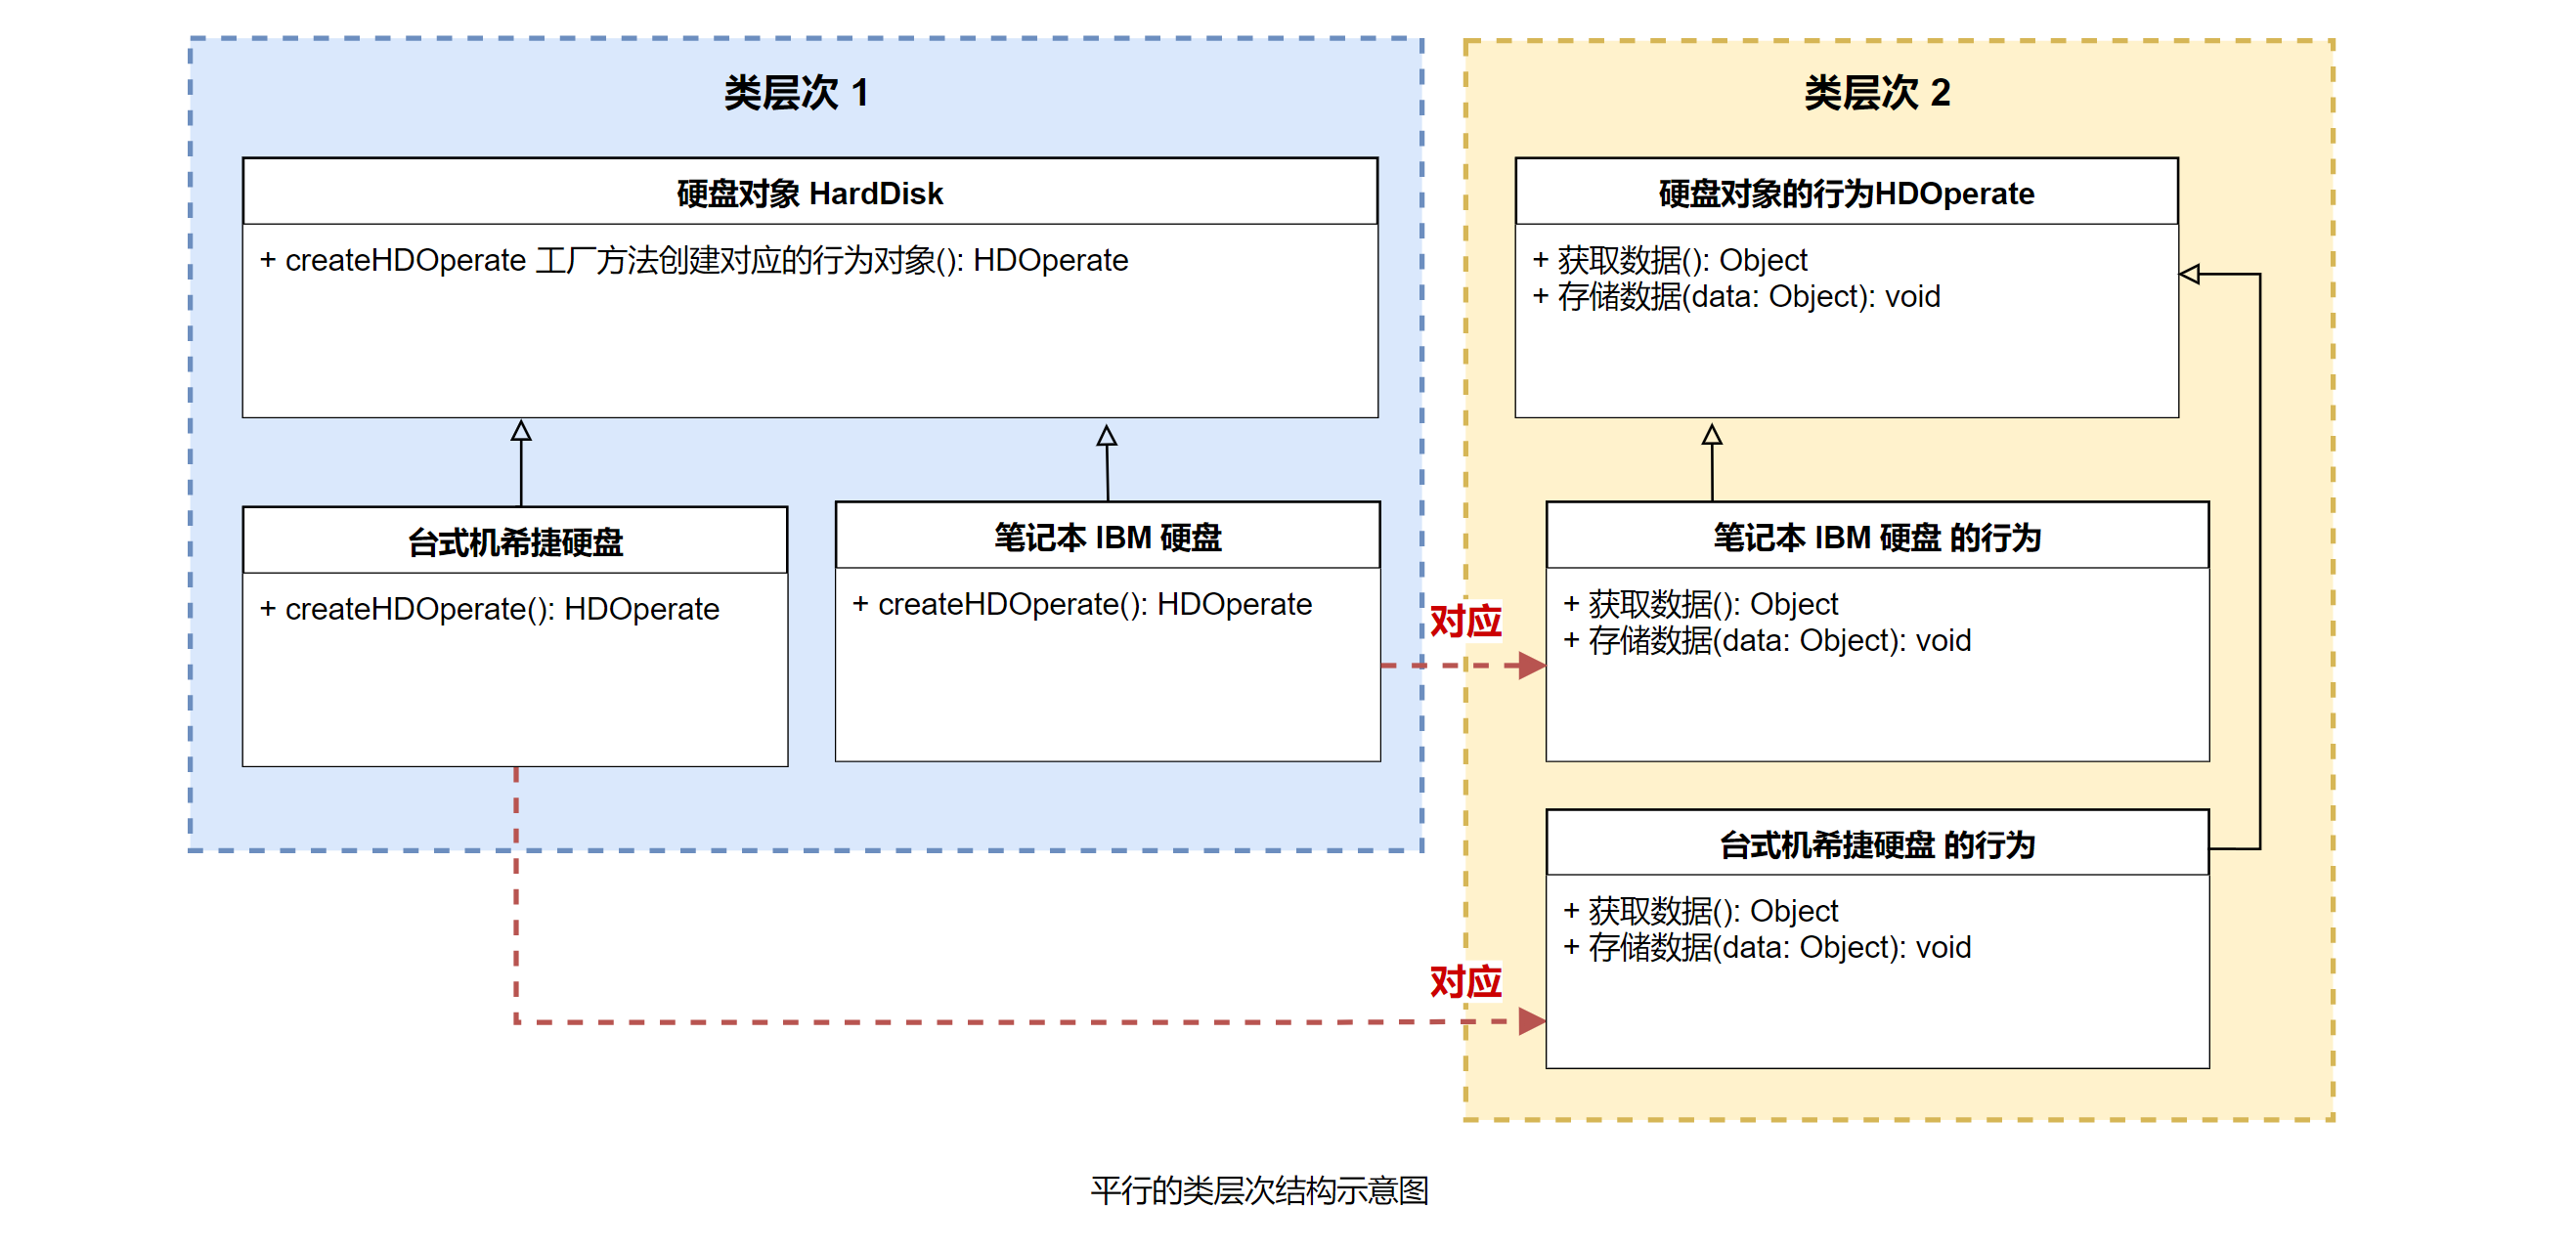 类层次 1
硬盘对象 HardDisk
+ createHDOperate 工厂方法创建对应的行为对象(): HDOperate
台式机希捷硬盘
+ createHDOperate(): HDOperate
笔记本 IBM 硬盘
+ createHDOperate(): HDOperate
类层次 2
硬盘对象的行为HDOperate
+ 获取数据(): Object
+ 存储数据(data: Object): void
对应
笔记本 IBM 硬盘 的行为
+ 获取数据(): Object
+ 存储数据(data: Object): void
对应
台式机希捷硬盘 的行为
+ 获取数据(): Object
+ 存储数据(data: Object): void
平行的类层次结构示意图